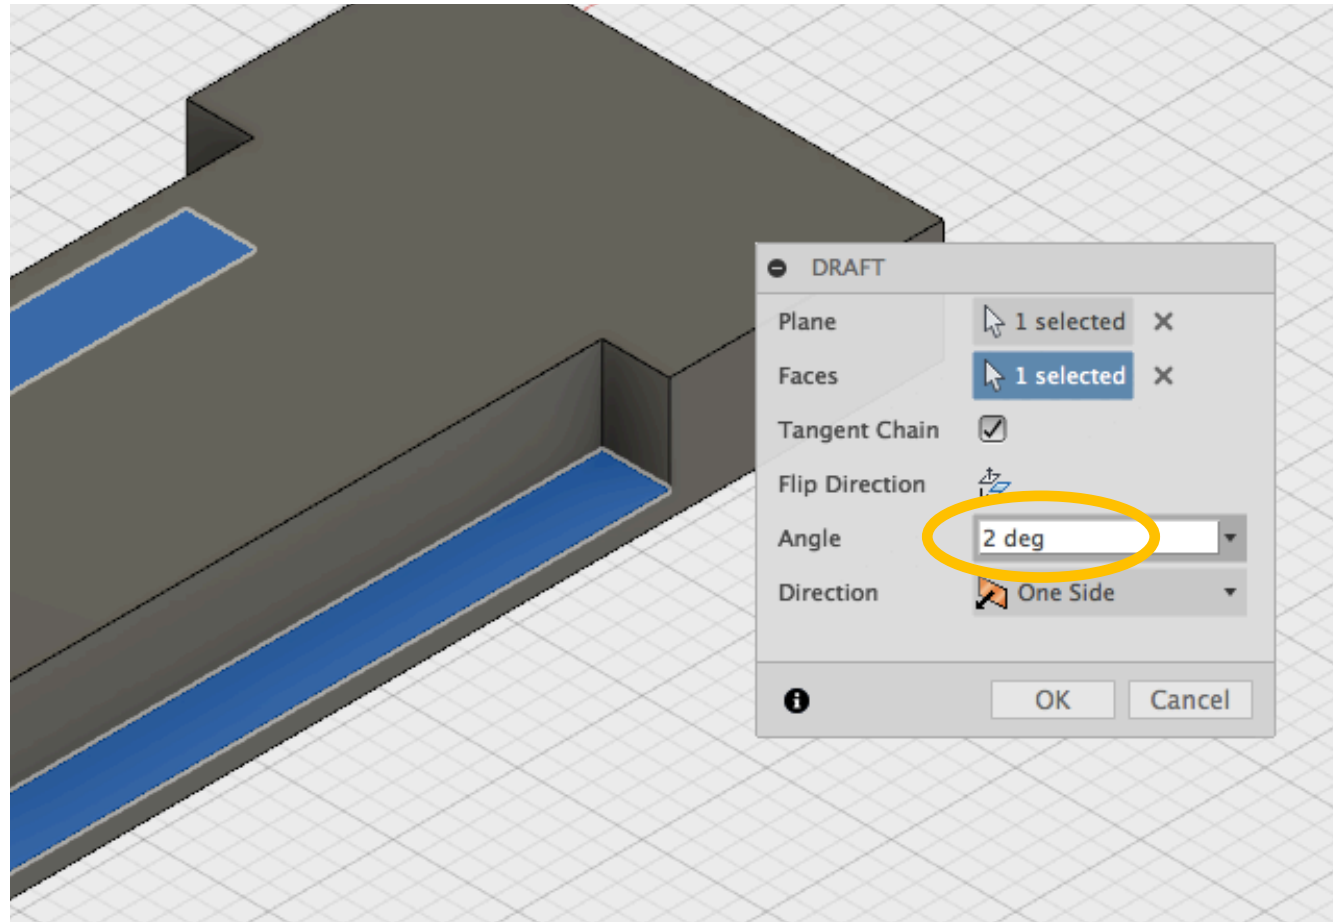 DRAFT
Plane 1 selected
Faces 1 selected
Tangent Chain
Flip Direction
Angle 2 deg
Direction One Side
OK Cancel